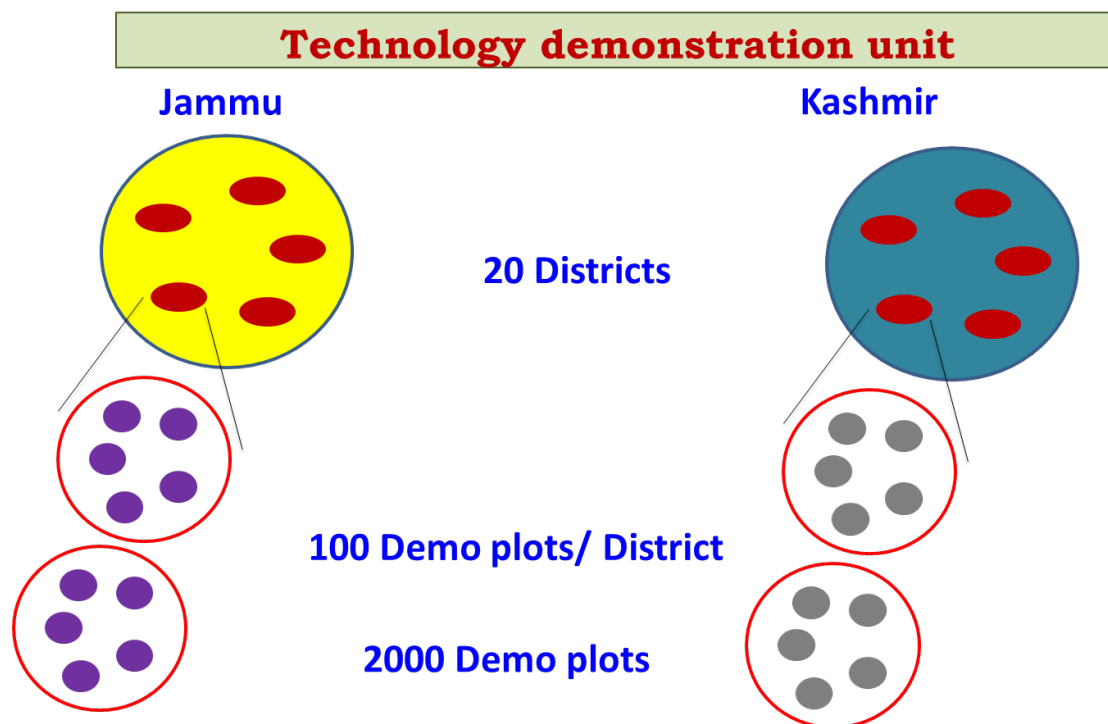 Technology demonstration unit
Jammu
Kashmir
20 Districts
100 Demo plots/ District
2000 Demo plots